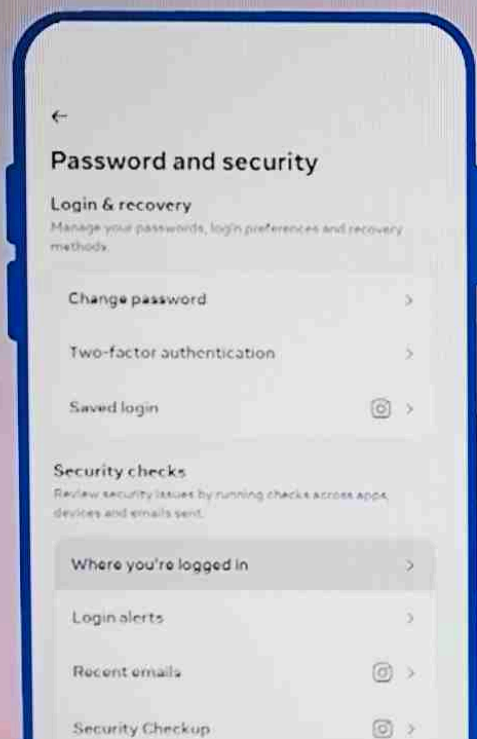 Password and security
Login & recovery
Manage your passwords, login preferences and recovery
methods.
Change password
Two-factor authentication
Saved login
Security checks
Review security issues by running checks across apps,
devices and emails sent.
Where you're logged in
Login alerts
Recent emails
Security Checkup